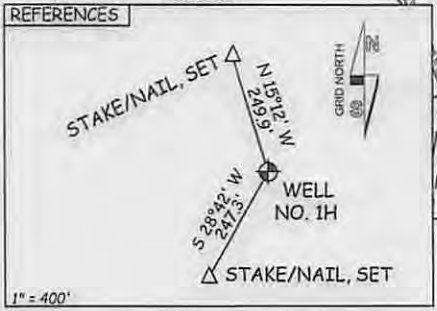 REFERENCES
STAKE/NAIL, SET
N 15°12' W
249.9'
GRID NORTH
N
S
S 28°42' W
247.3'
WELL
NO. 1H
STAKE/NAIL, SET
1" = 400'